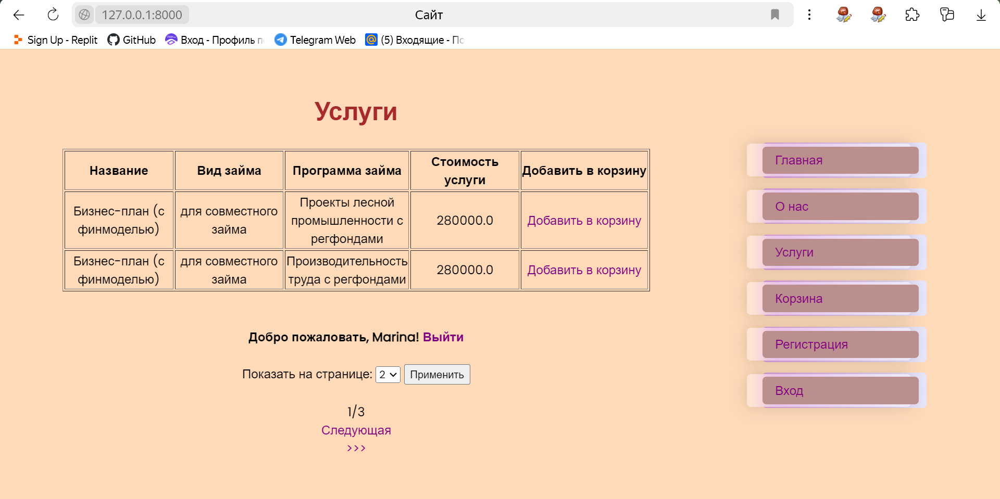 127.0.0.1:8000
Сайт
Sign Up - Replit
GitHub
Вход - Профиль
Telegram Web
(5) Входящие -
Услуги
Название
Вид займа
Программа займа
Стоимость
услуги
Добавить в корзину
Бизнес-план (с
финмоделью)
для совместного
займа
Проекты лесной
промышленности с
регфондами
280000.0
Добавить в корзину
Бизнес-план (с
финмоделью)
для совместного
займа
Производительность
труда с регфондами
280000.0
Добавить в корзину
Добро пожаловать, Marina! Выйти
Показать на странице: 2 Применить
1/3
Следующая
>>>
Главная
О нас
Услуги
Корзина
Регистрация
Вход